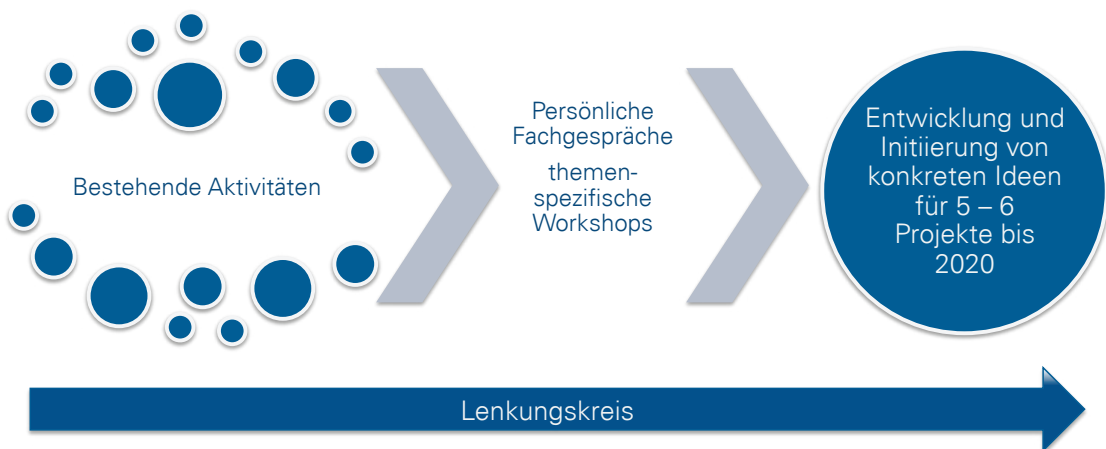 Bestehende Aktivitäten
Persönliche
Fachgespräche
themen-
spezifische
Workshops
Entwicklung und
Initiierung von
konkreten Ideen
für 5 – 6
Projekte bis
2020
Lenkungskreis